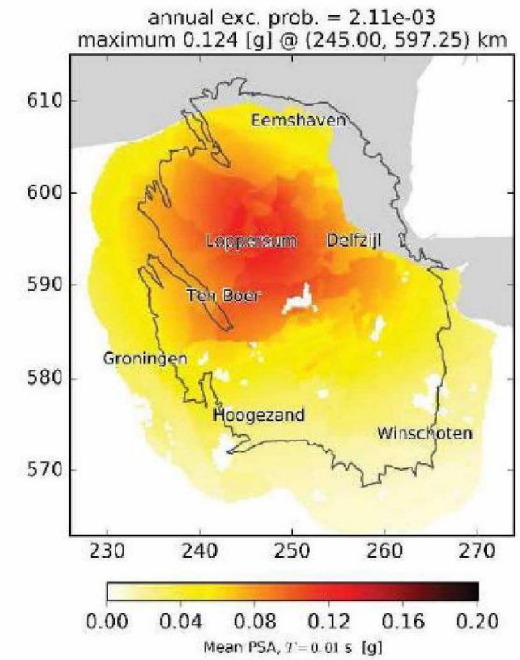 annual exc. prob. = 2.11e-03
maximum 0.124 [g] @ (245.00, 597.25) km
610
600
590
580
570
Eemshaven
Loppersum
Delfzijl
Ten Boer
Groningen
Hoogezand
Winschoten
230 240 250 260 270
0.00 0.04 0.08 0.12 0.16 0.20
Mean PSA, T=0.01 s [g]